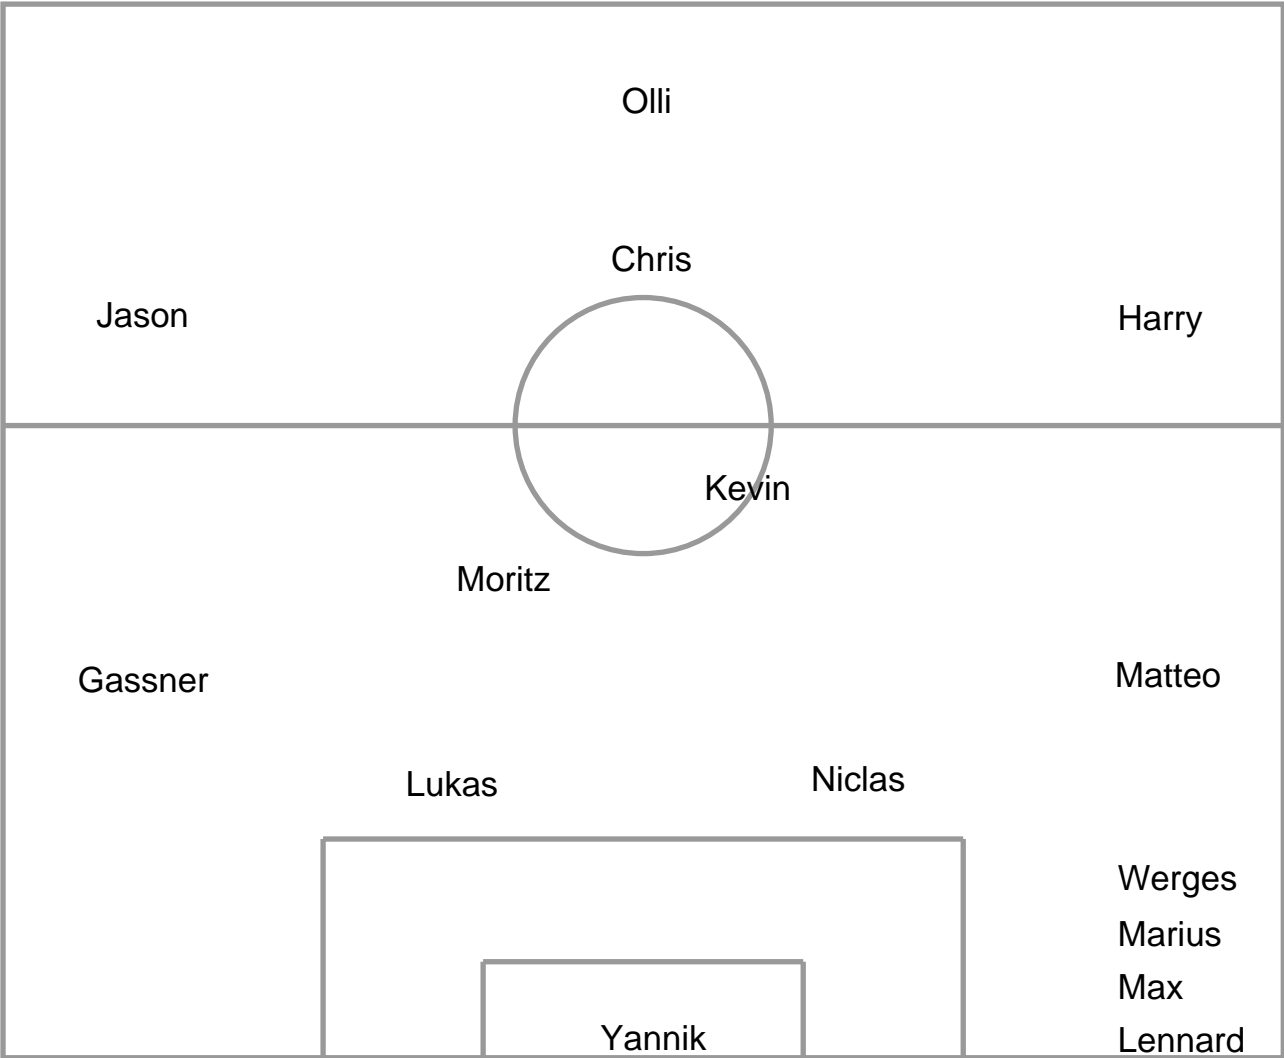 Olli
Chris
Jason
Harry
Kevin
Moritz
Gassner
Matteo
Lukas
Niclas
Werges
Marius
Max
Yannik
Lennard